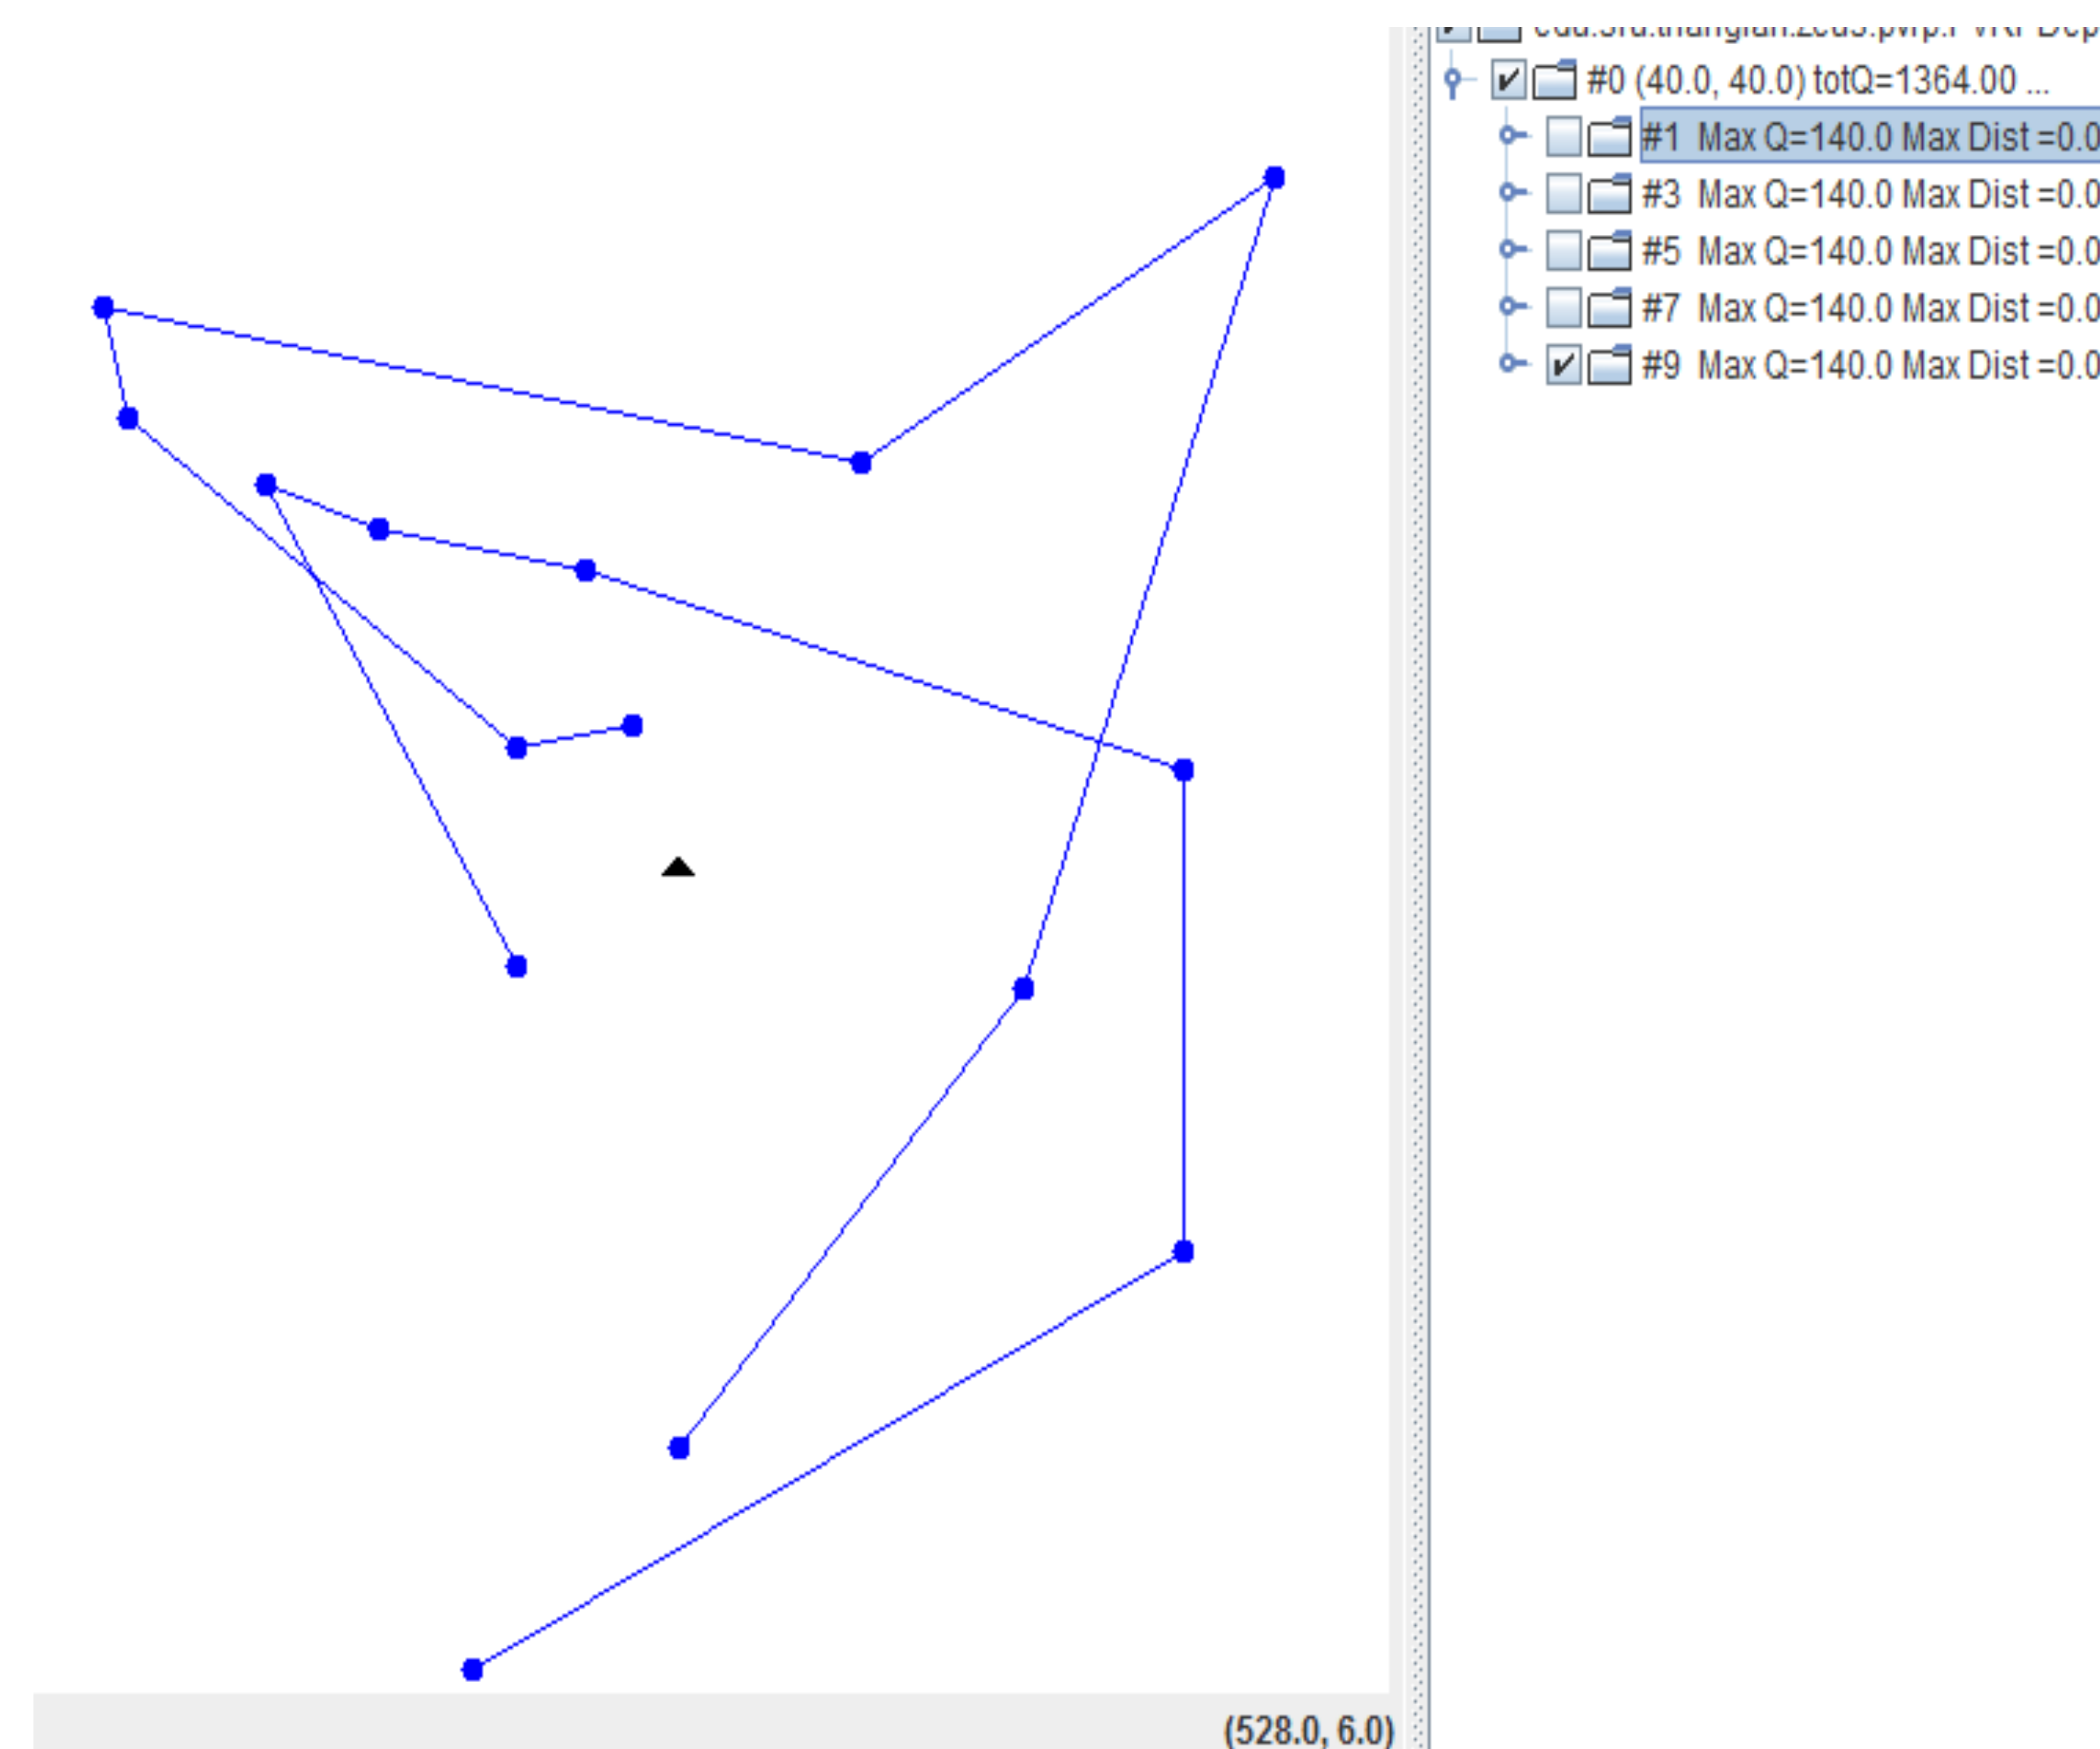 #0 (40.0, 40.0) totQ=1364.00 ...
#1 Max Q=140.0 Max Dist =0.0
#3 Max Q=140.0 Max Dist =0.0
#5 Max Q=140.0 Max Dist =0.0
#7 Max Q=140.0 Max Dist =0.0
#9 Max Q=140.0 Max Dist =0.0
(528.0, 6.0)